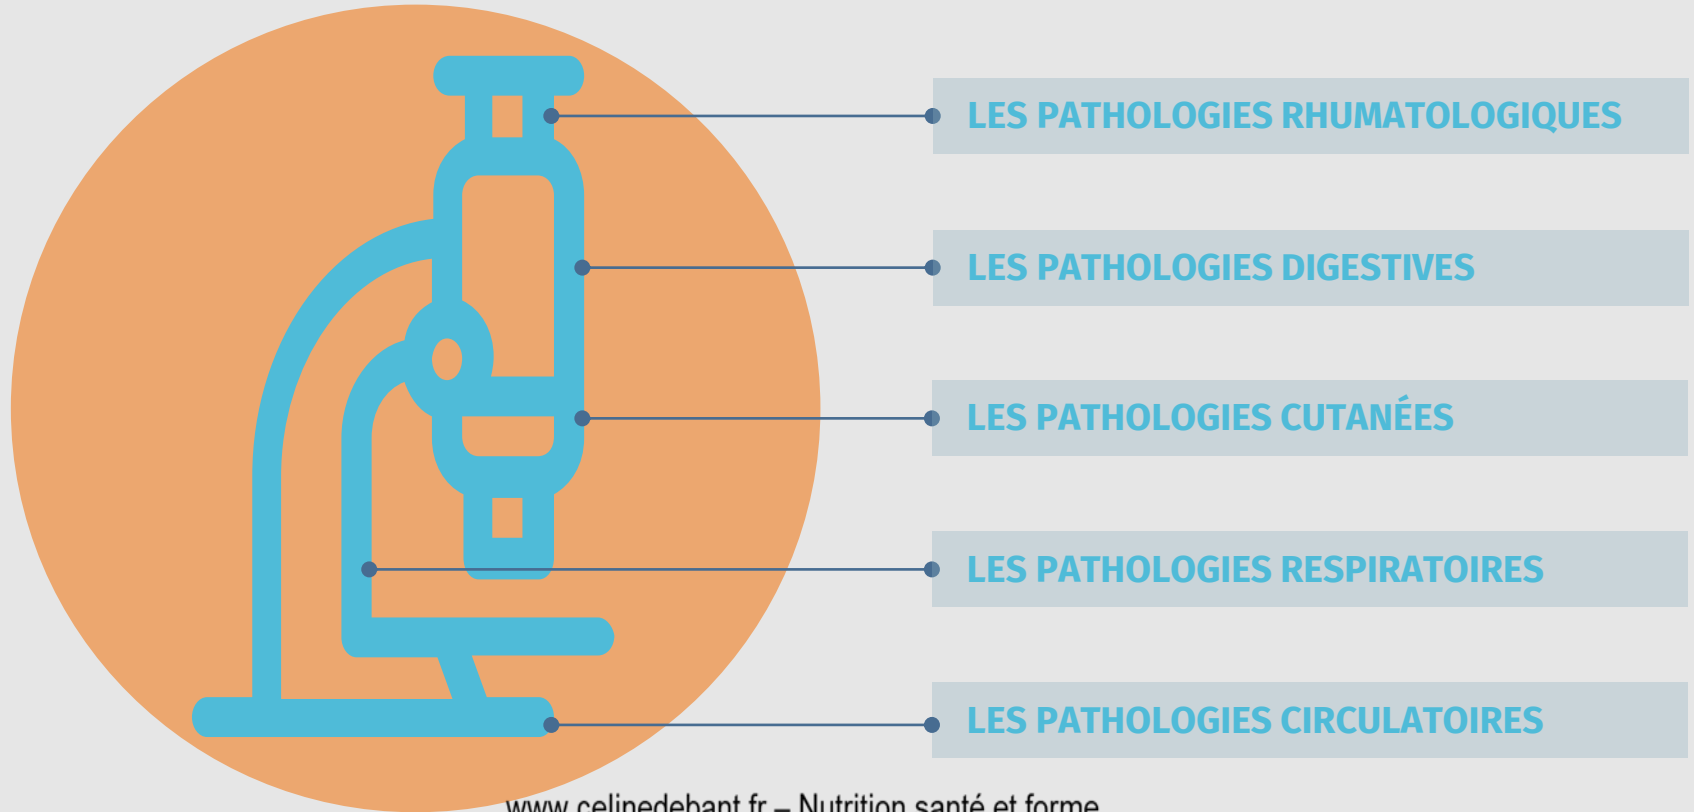 LES PATHOLOGIES RHUMATOLOGIQUES
LES PATHOLOGIES DIGESTIVES
LES PATHOLOGIES CUTANÉES
LES PATHOLOGIES RESPIRATOIRES
LES PATHOLOGIES CIRCULATOIRES
www.celinedebant.fr – Nutrition santé et forme